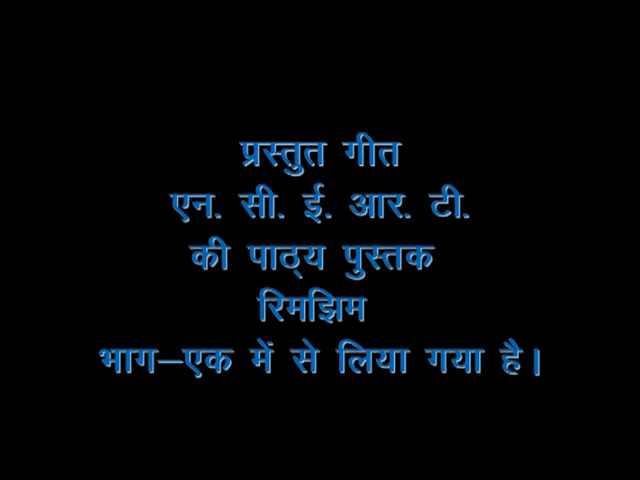 प्रस्तुत गीत
एन. सी. ई. आर. टी.
की पाठ्य पुस्तक
रिमझिम
भाग–एक में से लिया गया है।